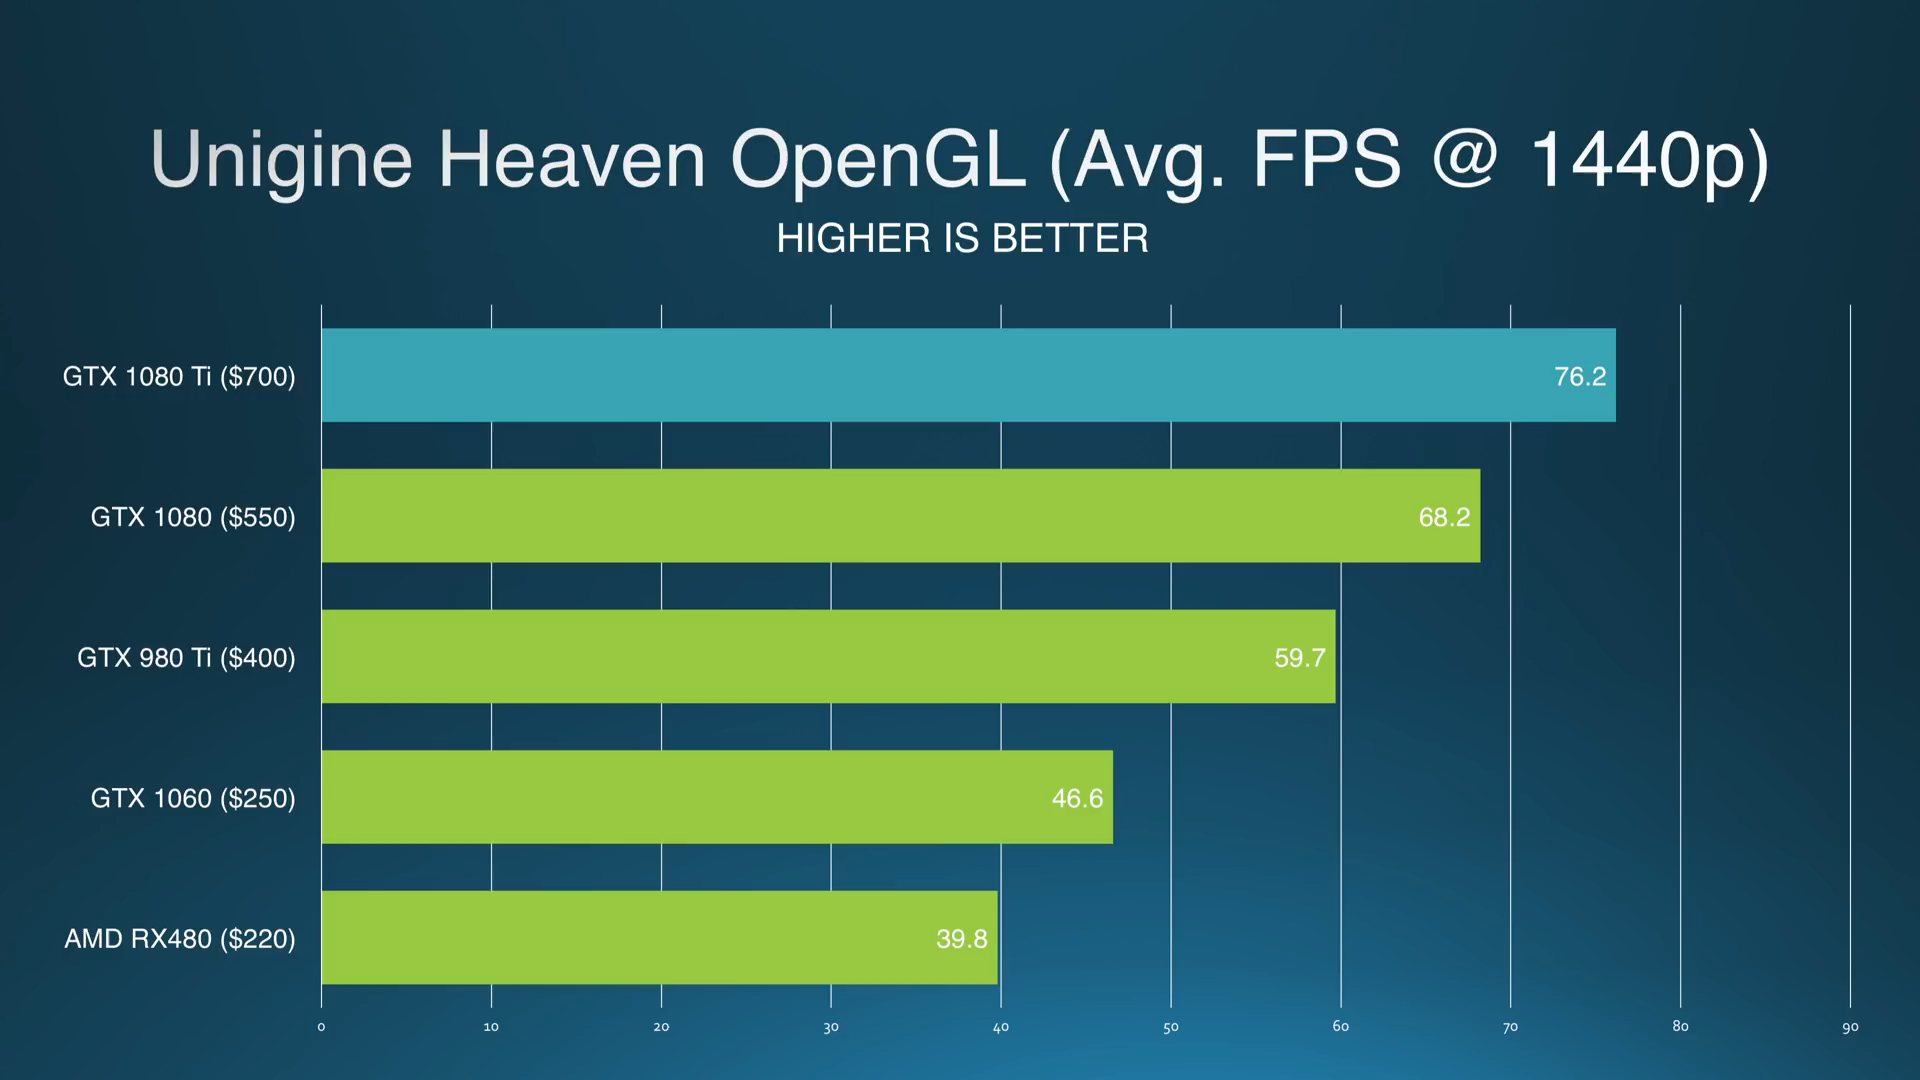 Unigine Heaven OpenGL (Avg. FPS @ 1440p)
HIGHER IS BETTER
GTX 1080 Ti ($700) 76.2
GTX 1080 ($550) 68.2
GTX 980 Ti ($400) 59.7
GTX 1060 ($250) 46.6
AMD RX480 ($220) 39.8
0 10 20 30 40 50 60 70 80 90